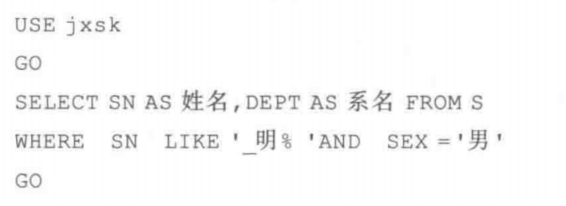 USE jxsk
GO
SELECT SN AS 姓名,DEPT AS 系名 FROM S
WHERE SN LIKE '_明% 'AND SEX ='男'
GO